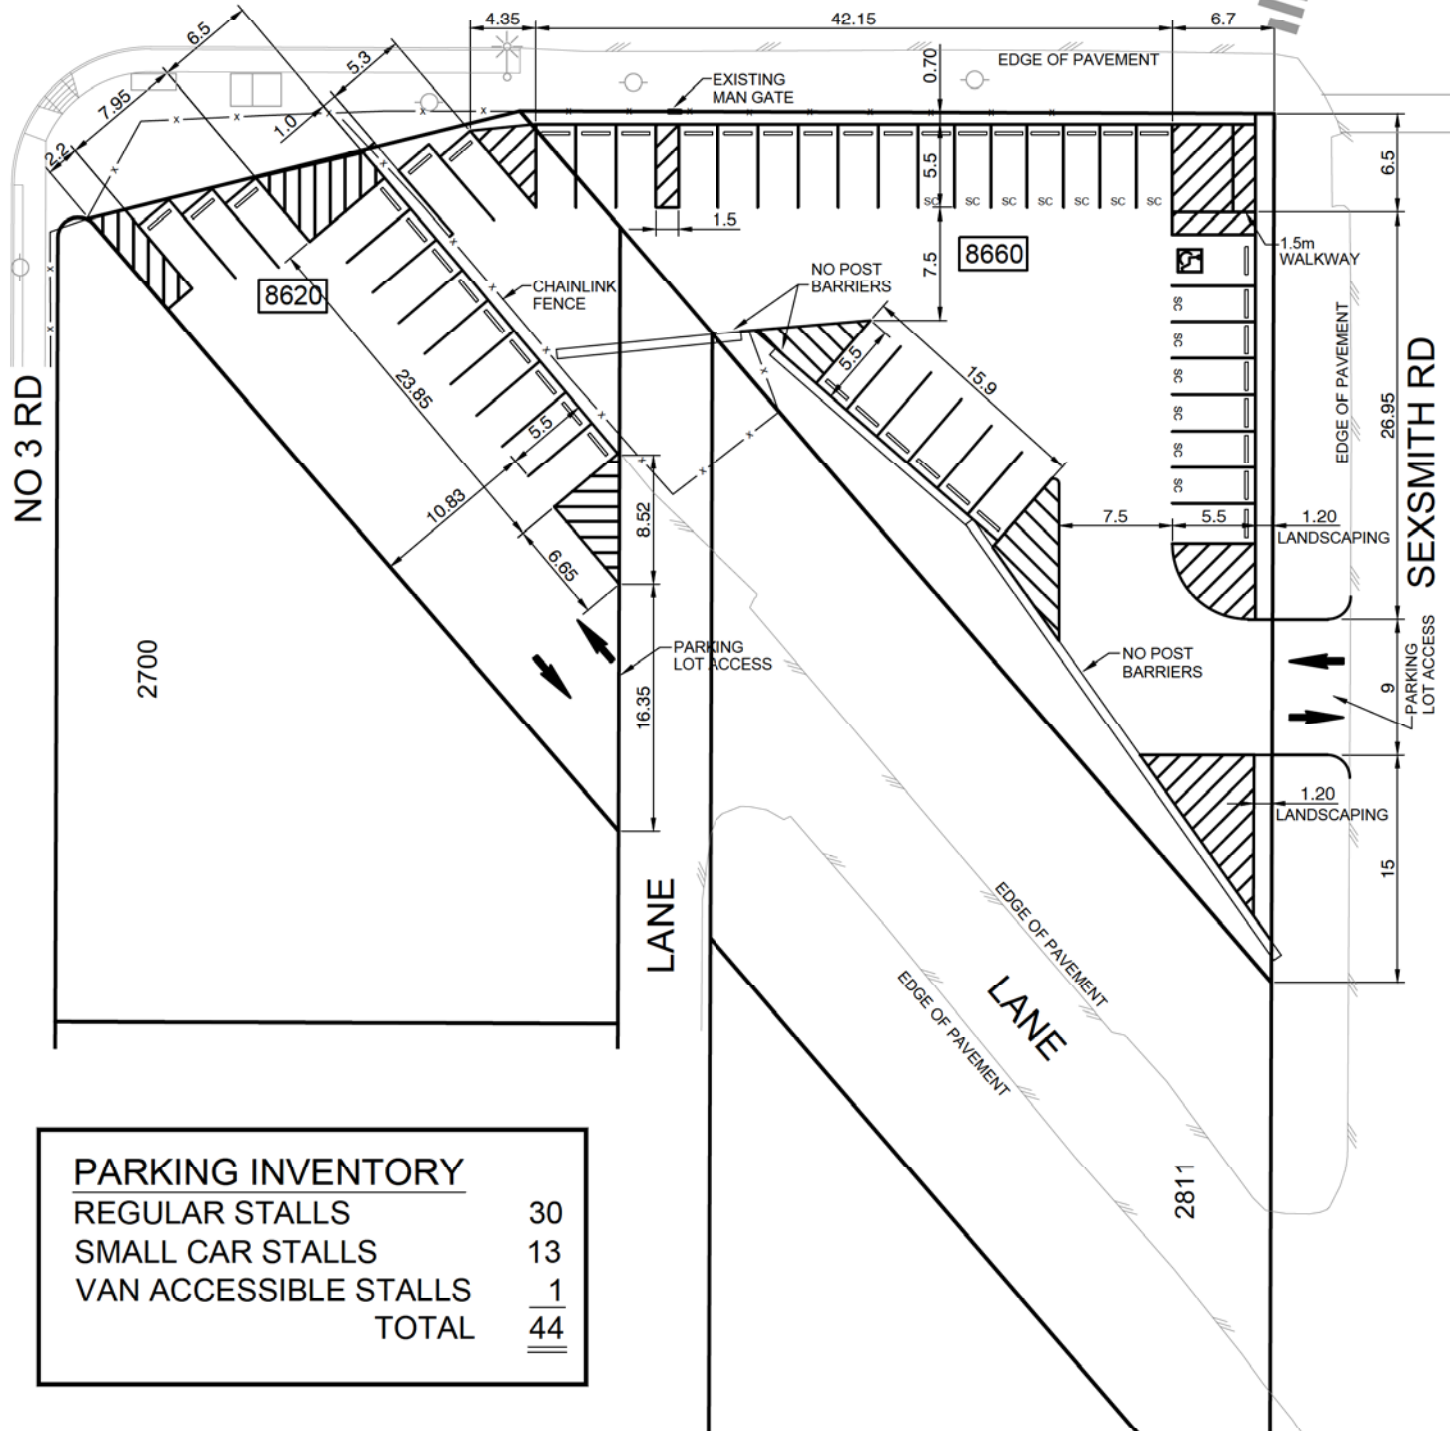 4.35
42.15
6.7
6.5
5.3
7.95
1.0
2.2
0.70
EDGE OF PAVEMENT
EXISTING
MAN GATE
5.5
6.5
SC
SC
SC
SC
SC
SC
SC
1.5
7.5
8660
1.5m
WALKWAY
8620
CHAINLINK
FENCE
NO POST
BARRIERS
SC
SC
SC
SC
SC
SC
EDGE OF PAVEMENT
SEXSMITH RD
26.95
NO 3 RD
23.85
5.5
15.9
5.5
10.83
8.52
6.65
7.5
5.5
1.20
LANDSCAPING
2700
PARKING
LOT ACCESS
16.35
NO POST
BARRIERS
9
PARKING
LOT ACCESS
1.20
LANDSCAPING
15
LANE
EDGE OF PAVEMENT
EDGE OF PAVEMENT
LANE
2811
PARKING INVENTORY
REGULAR STALLS 30
SMALL CAR STALLS 13
VAN ACCESSIBLE STALLS 1
TOTAL 44